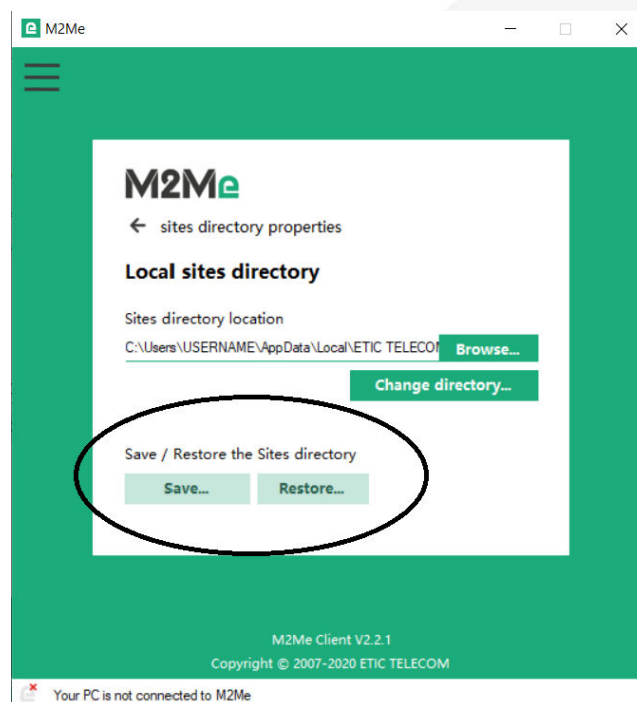 M2Me
M2Me
sites directory properties
Local sites directory
Sites directory location
C:\Users\USERNAME\AppData\Local\ETIC TELECO
Browse...
Change directory...
Save / Restore the Sites directory
Save... Restore...
M2Me Client V2.2.1
Copyright © 2007-2020 ETIC TELECOM
Your PC is not connected to M2Me